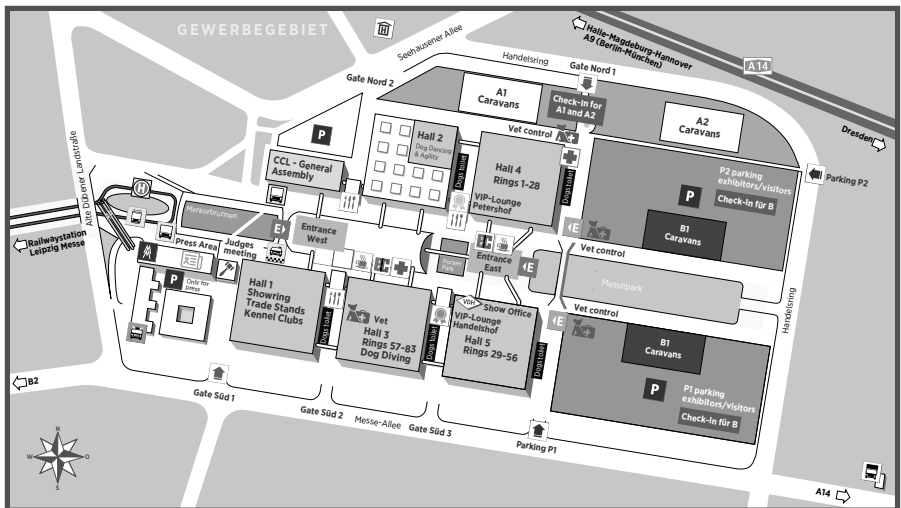 GEWERBEGEBIET
H
Seehausener Allee
Handelsring
Halle-Magdeburg-Hannover
A9 (Berlin-München)
A 14
Dresden
Gate Nord 1
Gate Nord 2
A1
Caravans
Check-In for
A1 and A2
A2
Caravans
Vet control
Parking P2
P
CCL - General
Assembly
Hall 2
Dog Dancing
& Agility
Dogs toilet
Hall 4
Rings 1-28
Dogs toilet
VIP-Lounge
Petershof
P2 parking
exhibitors/visitors
Check-In für B
P
B1
Caravans
Alte Dübener Landstraße
H
Merkurbrunnen
E
Entrance
West
E
Vet control
Railwaystation
Leipzig Messe
Press Area
Judges
meeting
P
Only for
press
Pocket
Park
Entrance
East
E
Messepark
Handelsring
Hall 1
Showring
Trade Stands
Kennel Clubs
Dogs toilet
Vet
Hall 3
Rings 57-83
Dog Diving
Dogs toilet
VDH
Show Office
VIP-Lounge
Handelshof
Hall 5
Rings 29-56
Dogs toilet
E
Vet control
B1
Caravans
P
P1 parking
exhibitors/visitors
Check-In für B
B2
Gate Süd 1
Gate Süd 2
Messe-Allee
Gate Süd 3
Parking P1
N
W
O
S
A14